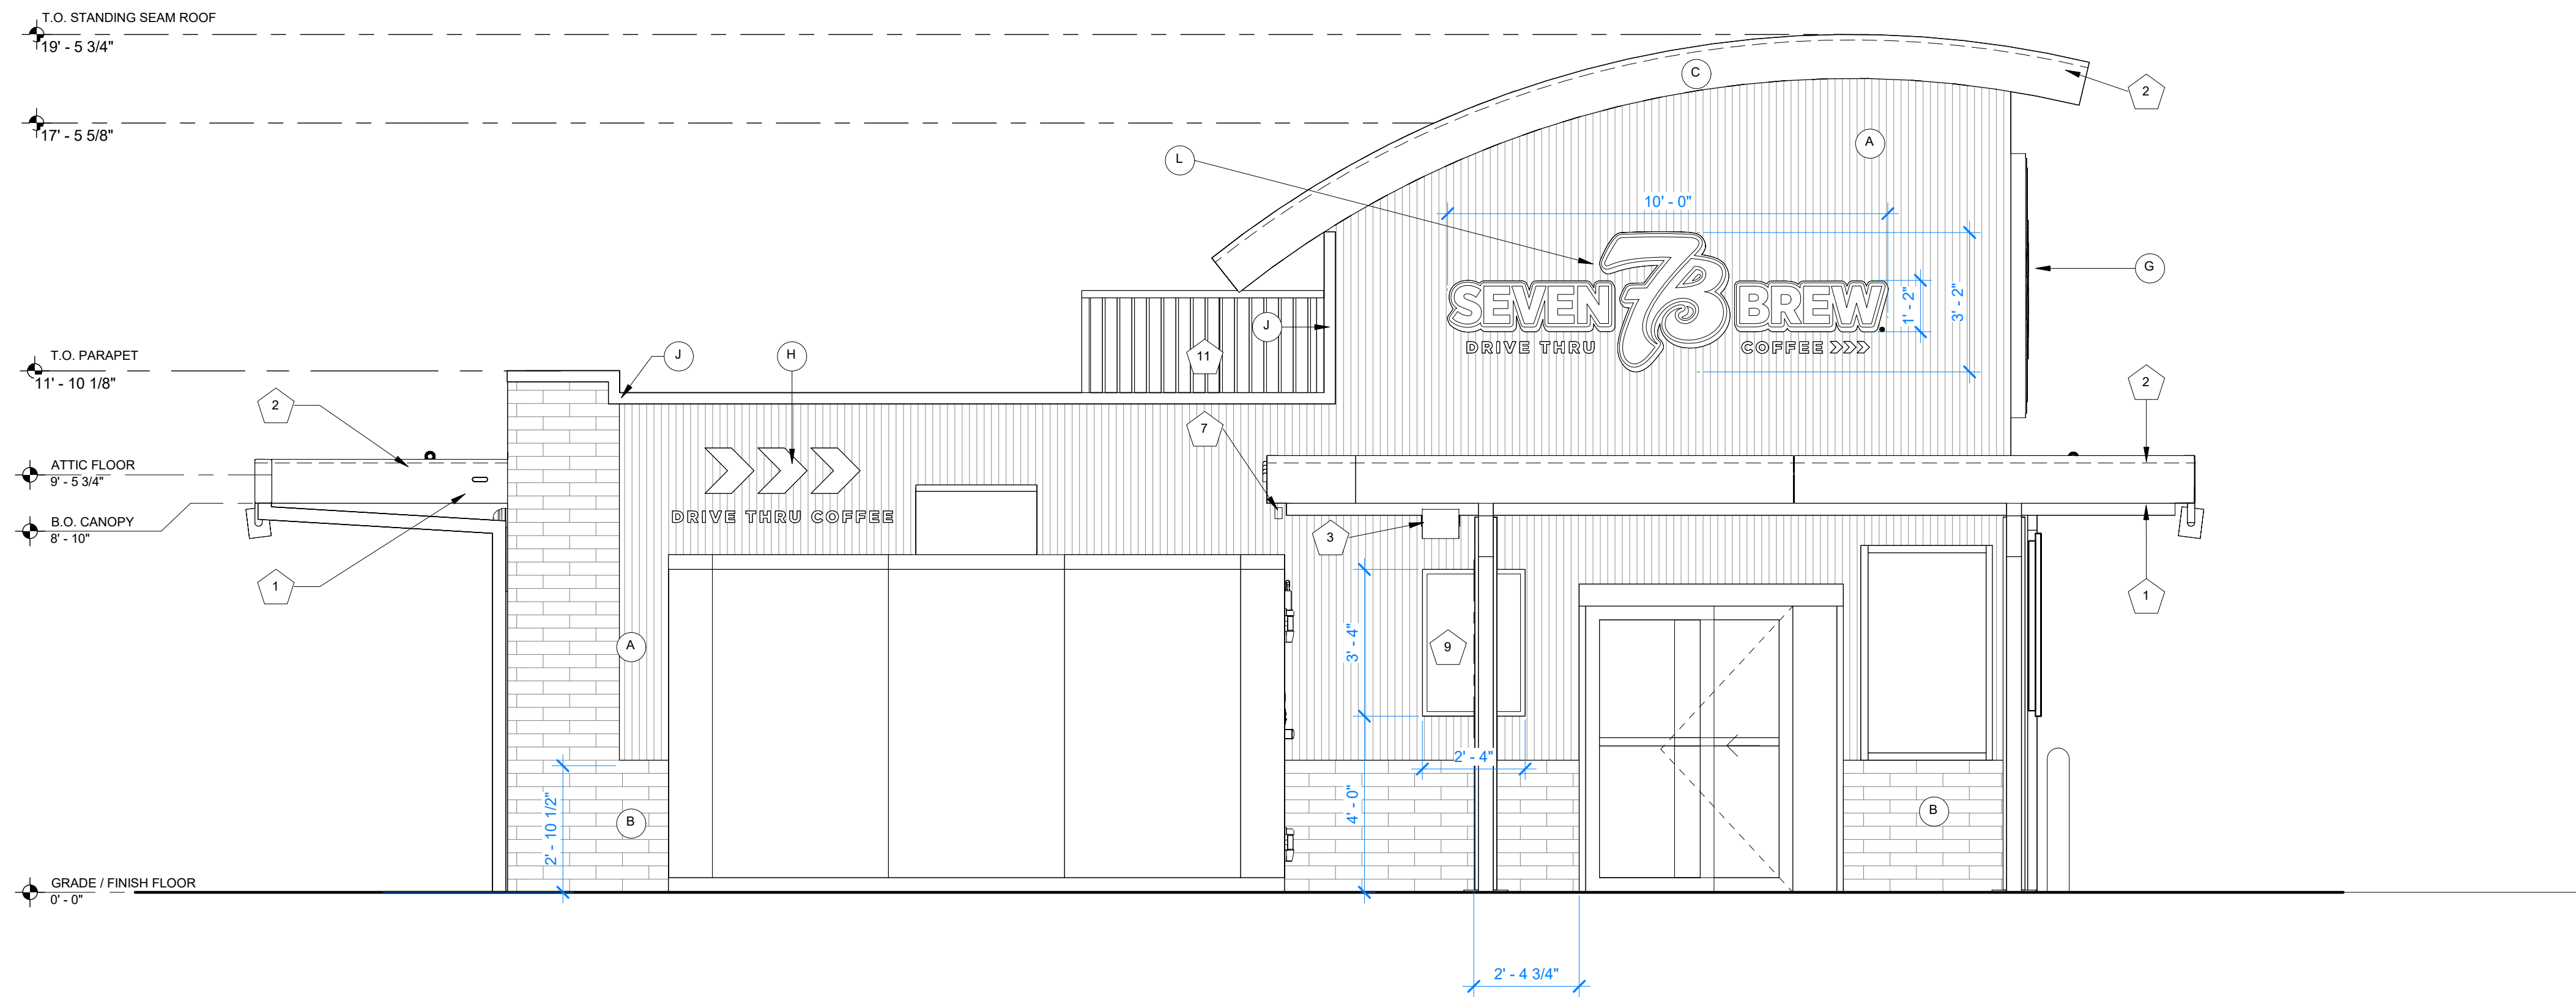 T.O. STANDING SEAM ROOF
19' - 5 3/4"
C
2
17' - 5 5/8"
A
L
10' - 0"
G
7B
SEVEN BREW
1' - 2"
3' - 2"
DRIVE THRU COFFEE
J
11
J
H
T.O. PARAPET
11' - 10 1/8"
2
2
7
ATTIC FLOOR
9' - 5 3/4"
DRIVE THRU COFFEE
B.O. CANOPY
8' - 10"
3
1
1
A
3' - 4"
9
2' - 4"
2' - 10 1/2"
B
4' - 0"
B
GRADE / FINISH FLOOR
0' - 0"
2' - 4 3/4"